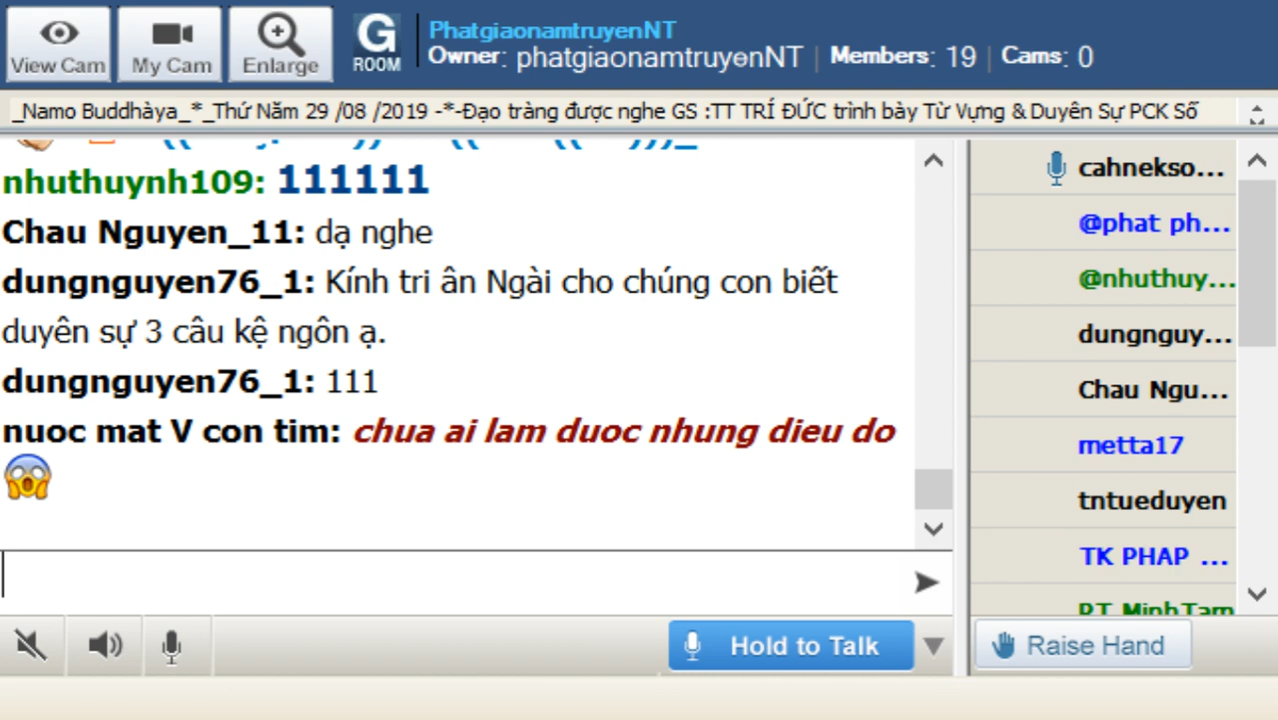 View Cam
My Cam
Enlarge
G
ROOM
PhatgiaonamtruyenNT
Owner: phatgiaonamtruyenNT | Members: 19 | Cams: 0
_Namo Buddhàya_*_Thứ Năm 29 /08 /2019 -*-Đạo tràng được nghe GS :TT TRÍ ĐỨC trình bày Từ Vựng & Duyên Sự PCK Số
nhuthuynh109: 111111
Chau Nguyen_11: dạ nghe
dungnguyen76_1: Kính tri ân Ngài cho chúng con biết
duyên sự 3 câu kệ ngôn ạ.
dungnguyen76_1: 111
nuoc mat V con tim: chua ai lam duoc nhung dieu do
cahnekso...
@phat ph...
@nhuthuy...
dungnguy...
Chau Ngu...
metta17
tntueduyen
TK PHAP ...
PT MinhTam
Hold to Talk
Raise Hand